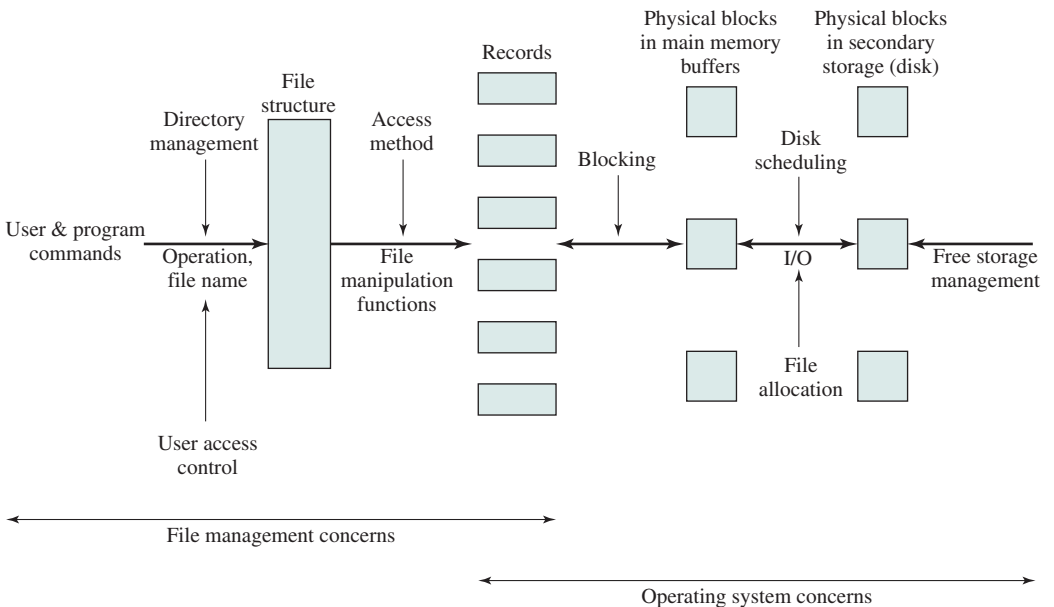 Physical blocks
in main memory
buffers
Physical blocks
in secondary
storage (disk)
Records
File
structure
Directory
management
Access
method
Blocking
Disk
scheduling
User & program
commands
Operation,
file name
File
manipulation
functions
I/O
Free storage
management
File
allocation
User access
control
File management concerns
Operating system concerns